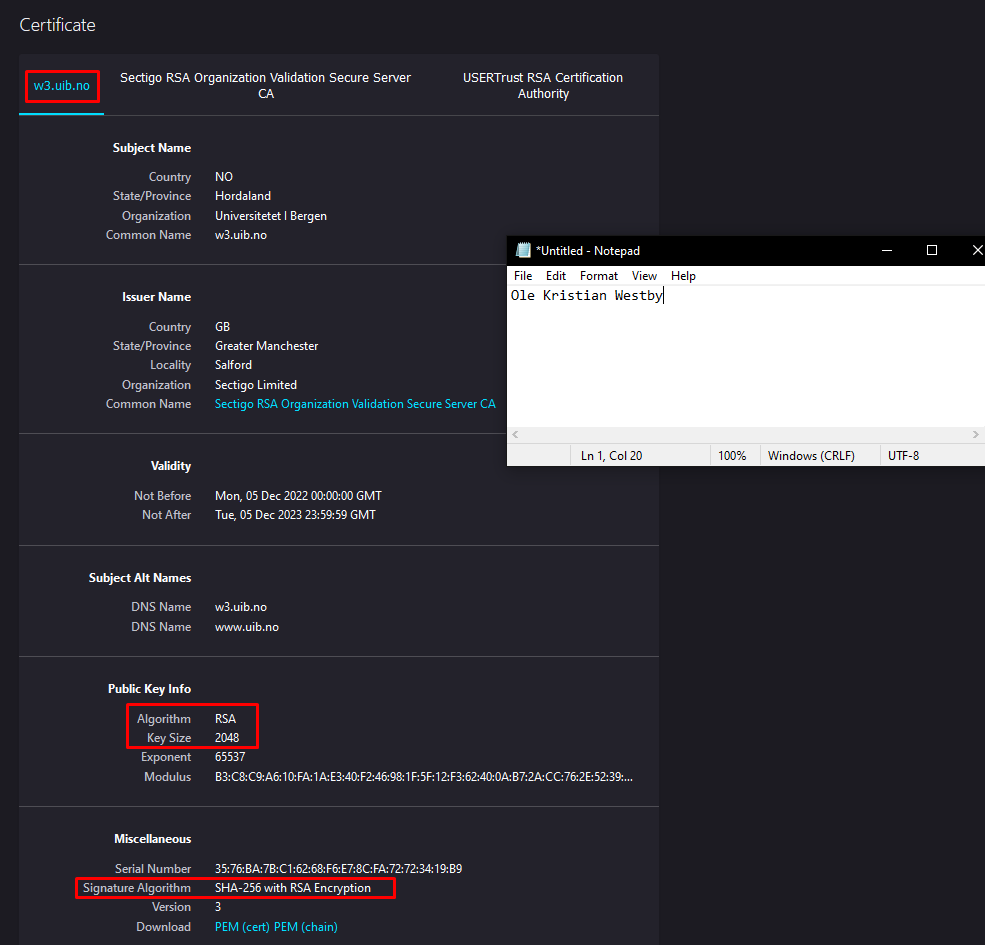 Certificate
w3.uib.no
Sectigo RSA Organization Validation Secure Server
CA
USERTrust RSA Certification
Authority
Subject Name
Country NO
State/Province Hordaland
Organization Universitetet I Bergen
Common Name w3.uib.no
Issuer Name
Country GB
State/Province Greater Manchester
Locality Salford
Organization Sectigo Limited
Common Name Sectigo RSA Organization Validation Secure Server CA
Validity
Not Before Mon, 05 Dec 2022 00:00:00 GMT
Not After Tue, 05 Dec 2023 23:59:59 GMT
Subject Alt Names
DNS Name w3.uib.no
DNS Name www.uib.no
Public Key Info
Algorithm RSA
Key Size 2048
Exponent 65537
Modulus B3:C8:C9:A6:10:FA:1A:E3:40:F2:46:98:1F:5F:12:F3:62:40:0A:B7:2A:CC:76:2E:52:39:...
Miscellaneous
Serial Number 35:76:BA:7B:C1:62:68:F6:E7:8C:FA:72:72:34:19:B9
Signature Algorithm SHA-256 with RSA Encryption
Version 3
Download PEM (cert) PEM (chain)
*Untitled - Notepad
File Edit Format View Help
Ole Kristian Westby
Ln 1, Col 20 100% Windows (CRLF) UTF-8